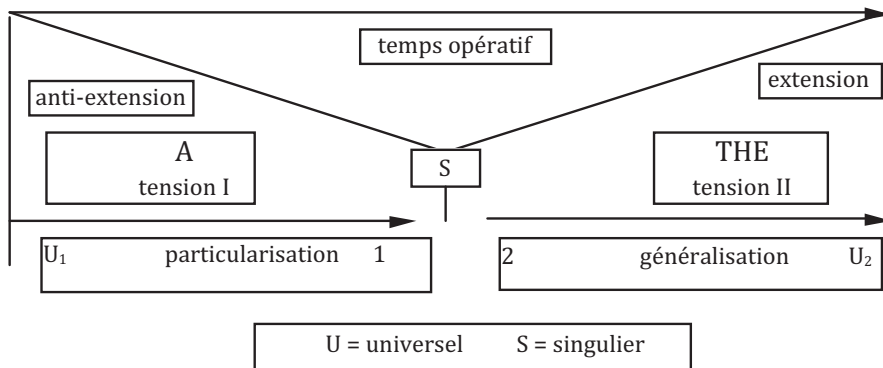 temps opératif
anti-extension
extension
A
tension I
S
THE
tension II
U₁ particularisation 1
2 généralisation U₂
U = universel S = singulier